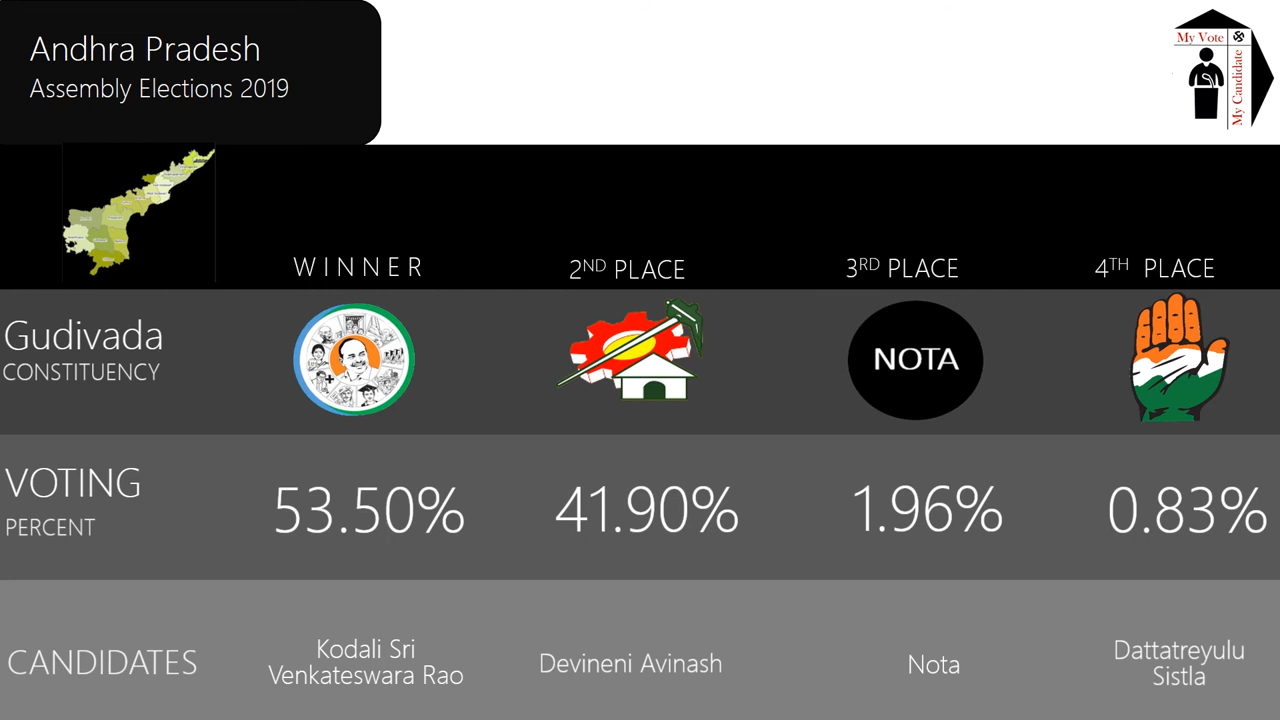 Andhra Pradesh
Assembly Elections 2019
My Vote
My Candidate
WINNER
2ND PLACE
3RD PLACE
4TH PLACE
Gudivada
CONSTITUENCY
NOTA
VOTING
PERCENT
53.50%
41.90%
1.96%
0.83%
CANDIDATES
Kodali Sri
Venkateswara Rao
Devineni Avinash
Nota
Dattatreyulu
Sistla